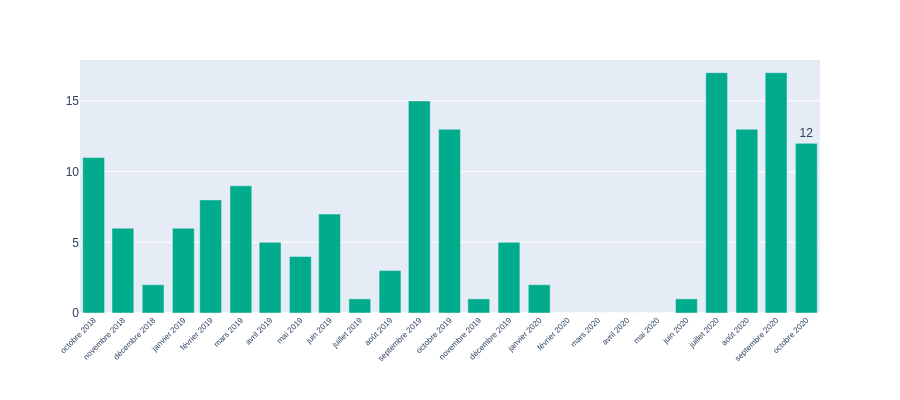 15
10
5
0
12
octobre 2018
novembre 2018
décembre 2018
janvier 2019
février 2019
mars 2019
avril 2019
mai 2019
juin 2019
juillet 2019
août 2019
septembre 2019
octobre 2019
novembre 2019
décembre 2019
janvier 2020
février 2020
mars 2020
avril 2020
mai 2020
juin 2020
juillet 2020
août 2020
septembre 2020
octobre 2020